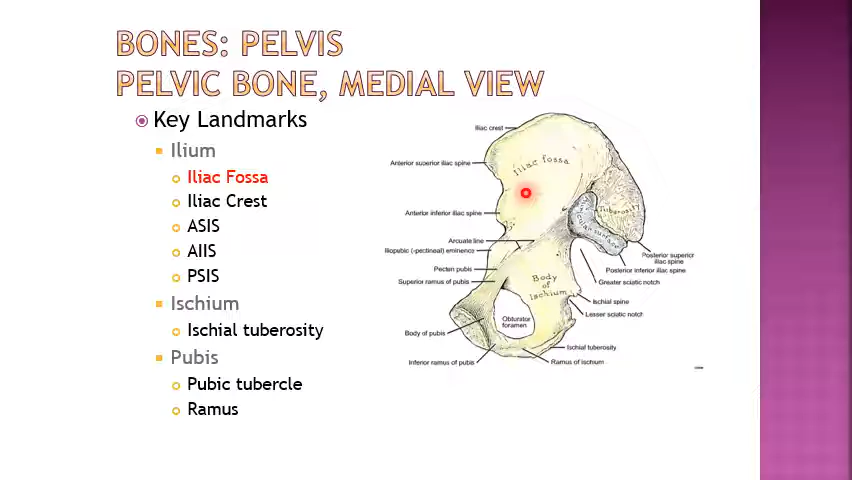 BONES: PELVIS
PELVIC BONE, MEDIAL VIEW
Key Landmarks
Ilium
Iliac Fossa
Iliac Crest
ASIS
AIIS
PSIS
Ischium
Ischial tuberosity
Pubis
Pubic tubercle
Ramus
Iliac crest
Anterior superior iliac spine
Iliac fossa
Anterior inferior iliac spine
Tuberosity
Arcuate line
Iliopubic (-pectineal) eminence
Pecten pubis
Superior ramus of pubis
Body
of
Ischium
Posterior superior
iliac spine
Posterior inferior iliac spine
Greater sciatic notch
Ischial spine
Lesser sciatic notch
Obturator
foramen
Body of pubis
Ischial tuberosity
Inferior ramus of pubis
Ramus of ischium